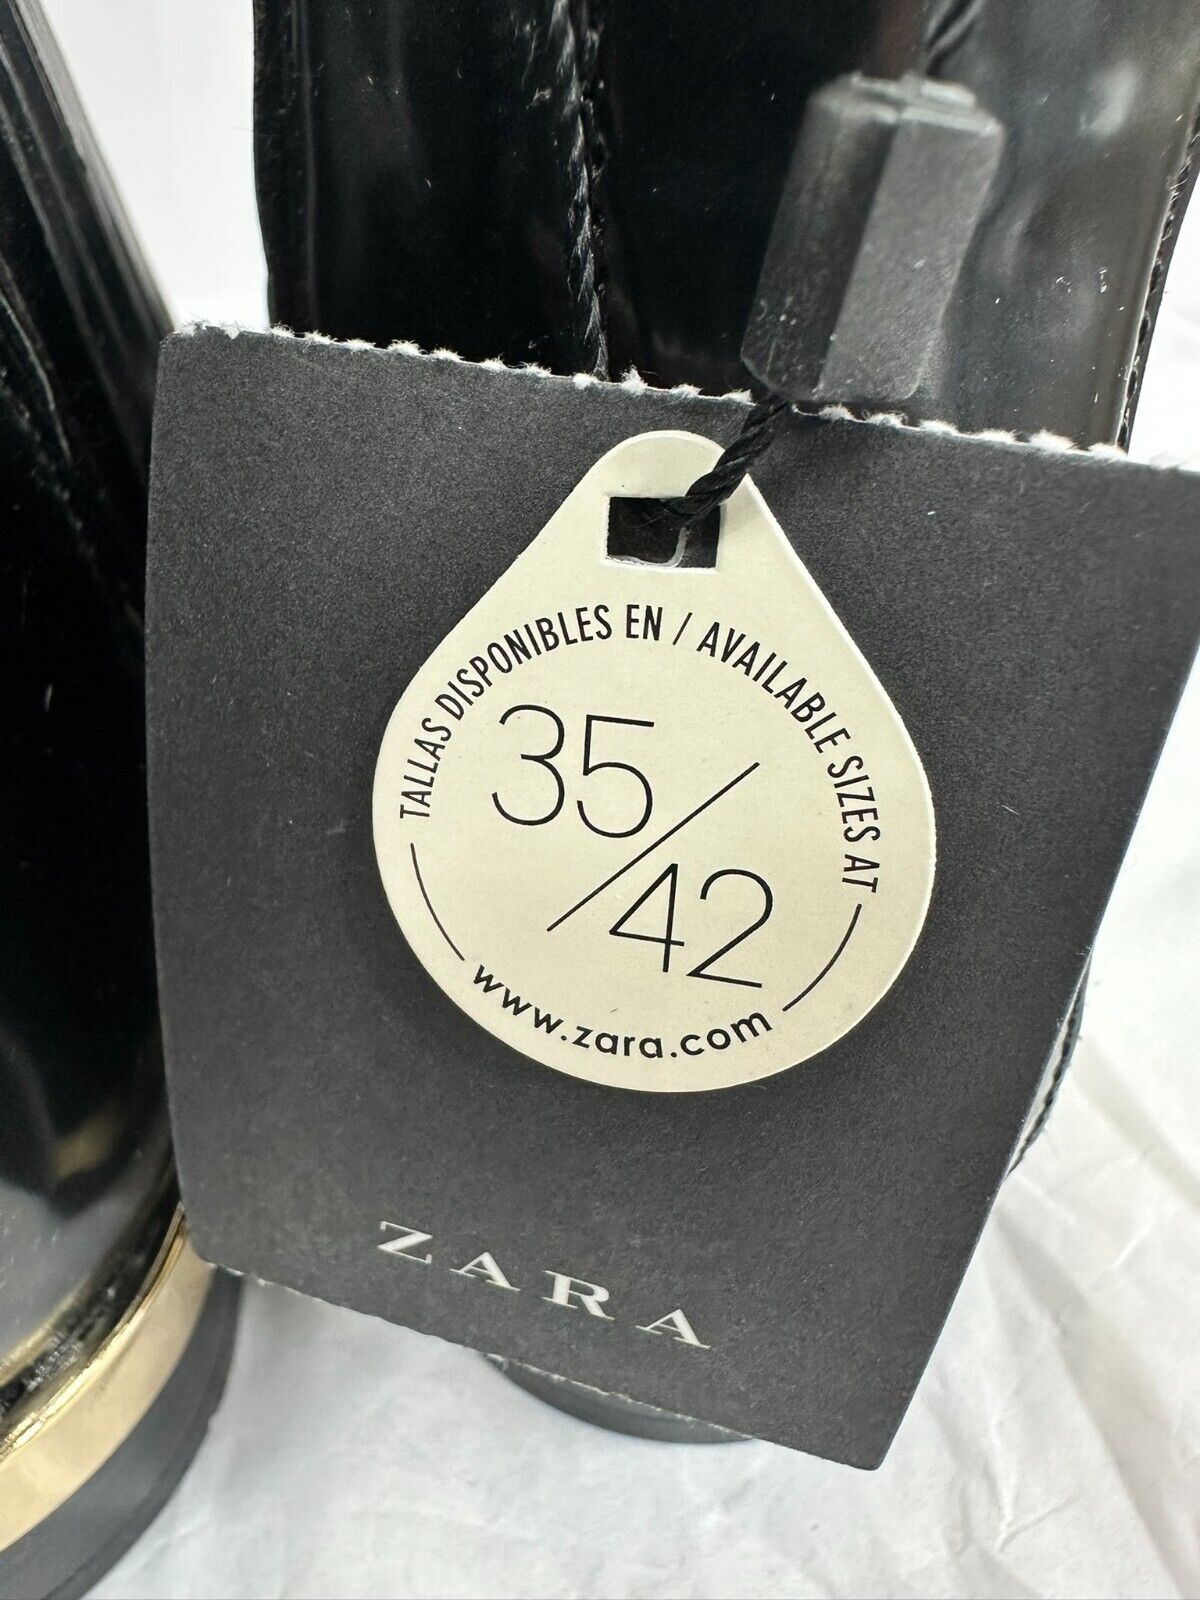 TALLAS DISPONIBLES EN / AVAILABLE SIZES AT
35/42
www.zara.com
ZARA